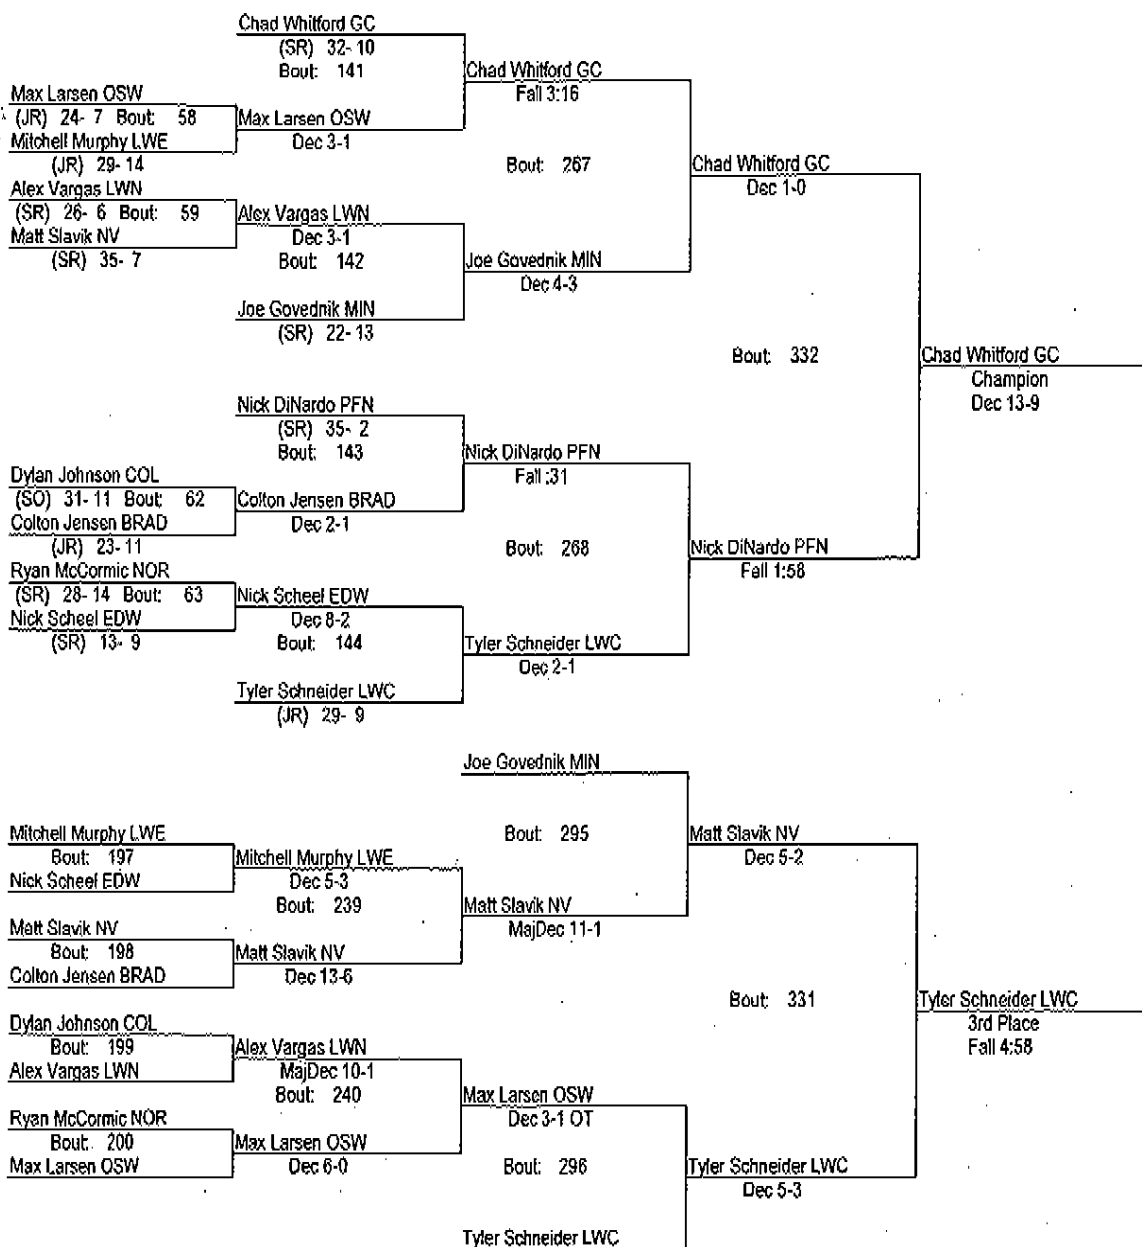 Chad Whitford GC
(SR) 32- 10
Bout: 141
Chad Whitford GC
Fall 3:16
Max Larsen OSW
(JR) 24- 7 Bout: 58
Max Larsen OSW
Dec 3-1
Mitchell Murphy LWE
(JR) 29- 14
Bout: 267
Chad Whitford GC
Dec 1-0
Alex Vargas LWN
(SR) 26- 6 Bout: 59
Alex Vargas LWN
Dec 3-1
Bout: 142
Matt Slavik NV
(SR) 35- 7
Joe Govednik MIN
Dec 4-3
Joe Govednik MIN
(SR) 22- 13
Bout: 332
Chad Whitford GC
Champion
Dec 13-9
Nick DiNardo PFN
(SR) 35- 2
Bout: 143
Nick DiNardo PFN
Fall :31
Dylan Johnson COL
(SO) 31- 11 Bout: 62
Colton Jensen BRAD
Dec 2-1
Colton Jensen BRAD
(JR) 23- 11
Bout: 268
Nick DiNardo PFN
Fall 1:58
Ryan McCormic NOR
(SR) 28- 14 Bout: 63
Nick Scheel EDW
Dec 8-2
Bout: 144
Nick Scheel EDW
(SR) 13- 9
Tyler Schneider LWC
Dec 2-1
Tyler Schneider LWC
(JR) 29- 9
Joe Govednik MIN
Mitchell Murphy LWE
Bout: 197
Nick Scheel EDW
Mitchell Murphy LWE
Dec 5-3
Bout: 239
Bout: 295
Matt Slavik NV
Dec 5-2
Matt Slavik NV
MajDec 11-1
Matt Slavik NV
Bout: 198
Colton Jensen BRAD
Matt Slavik NV
Dec 13-6
Bout: 331
Tyler Schneider LWC
3rd Place
Fall 4:58
Dylan Johnson COL
Bout: 199
Alex Vargas LWN
Alex Vargas LWN
MajDec 10-1
Bout: 240
Max Larsen OSW
Dec 3-1 OT
Ryan McCormic NOR
Bout: 200
Max Larsen OSW
Max Larsen OSW
Dec 6-0
Bout: 296
Tyler Schneider LWC
Dec 5-3
Tyler Schneider LWC